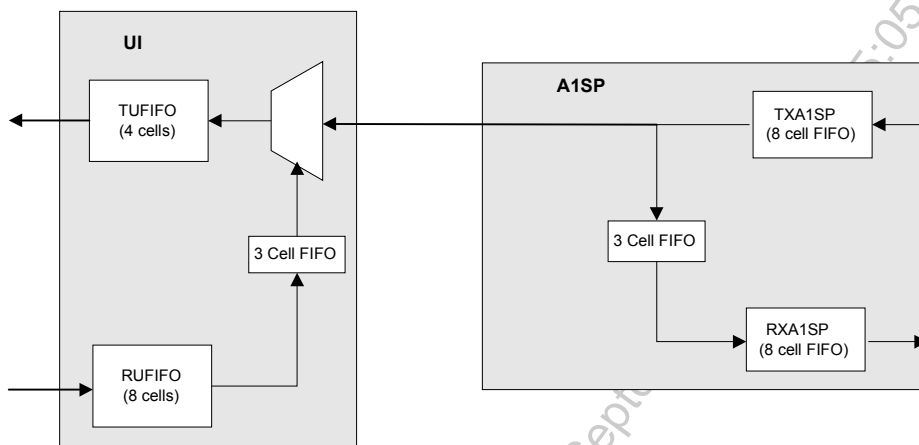 UI
TUFIFO
(4 cells)
3 Cell FIFO
RUFIFO
(8 cells)
A1SP
TXA1SP
(8 cell FIFO)
3 Cell FIFO
RXA1SP
(8 cell FIFO)